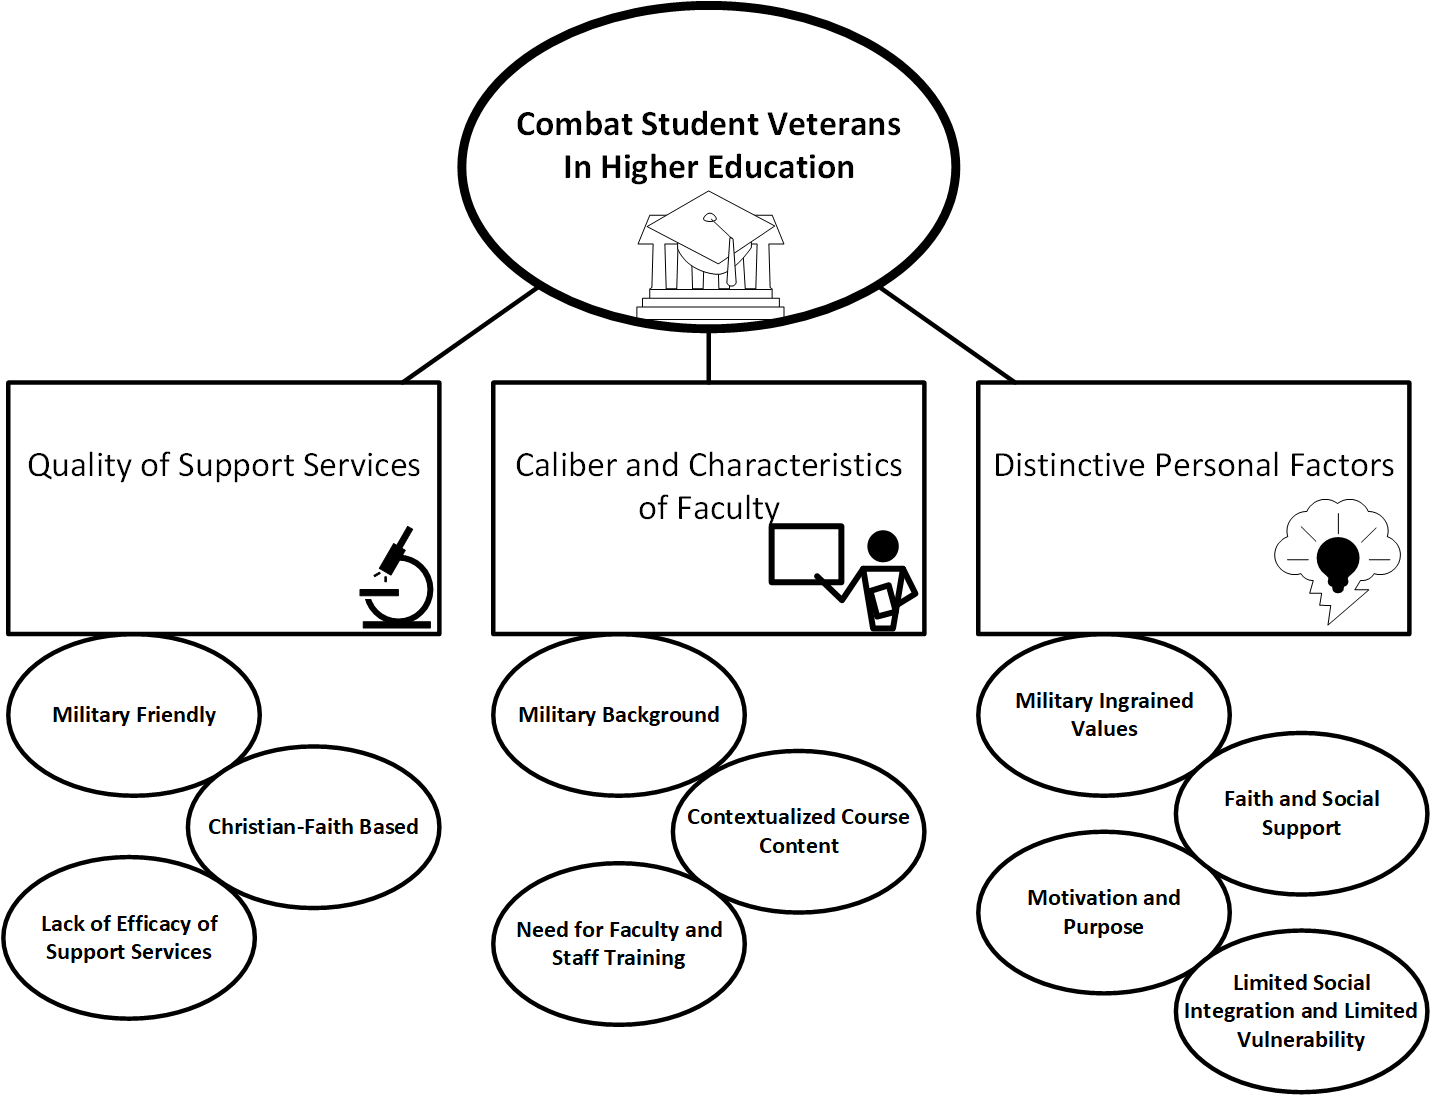 Combat Student Veterans
In Higher Education
Quality of Support Services
Caliber and Characteristics
of Faculty
Distinctive Personal Factors
Military Friendly
Christian-Faith Based
Lack of Efficacy of
Support Services
Military Background
Contextualized Course
Content
Need for Faculty and
Staff Training
Military Ingrained
Values
Faith and Social
Support
Motivation and
Purpose
Limited Social
Integration and Limited
Vulnerability